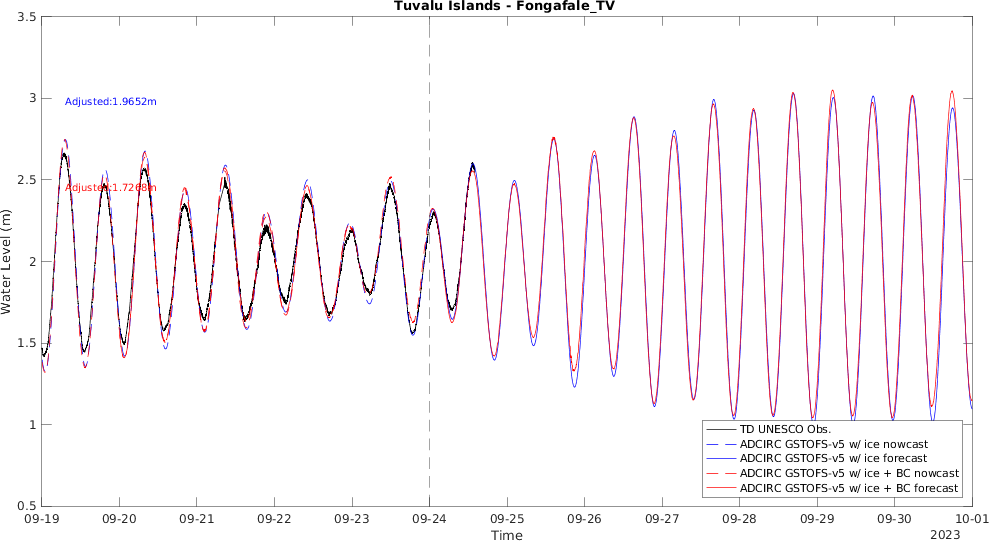 Tuvalu Islands - Fongafale_TV
3.5
3
2.5
2
1.5
1
0.5
Water Level (m)
Adjusted:1.9652m
Adjusted:1.7268m
TD UNESCO Obs.
ADCIRC GSTOFS-v5 w/ ice nowcast
ADCIRC GSTOFS-v5 w/ ice forecast
ADCIRC GSTOFS-v5 w/ ice + BC nowcast
ADCIRC GSTOFS-v5 w/ ice + BC forecast
09-19 09-20 09-21 09-22 09-23 09-24 09-25 09-26 09-27 09-28 09-29 09-30 10-01
Time
2023